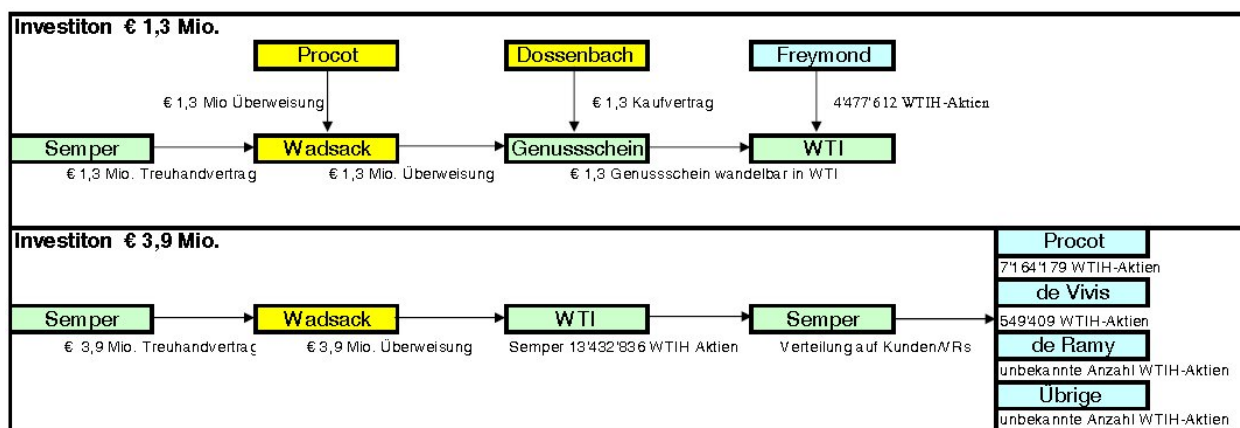 Investiton € 1,3 Mio.
Procot
Dossenbach
Freymond
€ 1,3 Mio Überweisung
€ 1,3 Kaufvertrag
4'477'612 WTIH-Aktien
Semper
Wadsack
Genussschein
WTI
€ 1,3 Mio. Treuhandvertrag
€ 1,3 Mio. Überweisung
€ 1,3 Genussschein wandelbar in WTI
Investiton € 3,9 Mio.
Procot
7'164'179 WTIH-Aktien
de Vivis
Semper
Wadsack
WTI
Semper
549'409 WTIH-Aktien
€ 3,9 Mio. Treuhandvertrag
€ 3,9 Mio. Überweisung
Semper 13'432'836 WTIH Aktien
Verteilung auf Kunden/VRs
de Ramy
unbekannte Anzahl WTIH-Aktien
Übrige
unbekannte Anzahl WTIH-Aktien